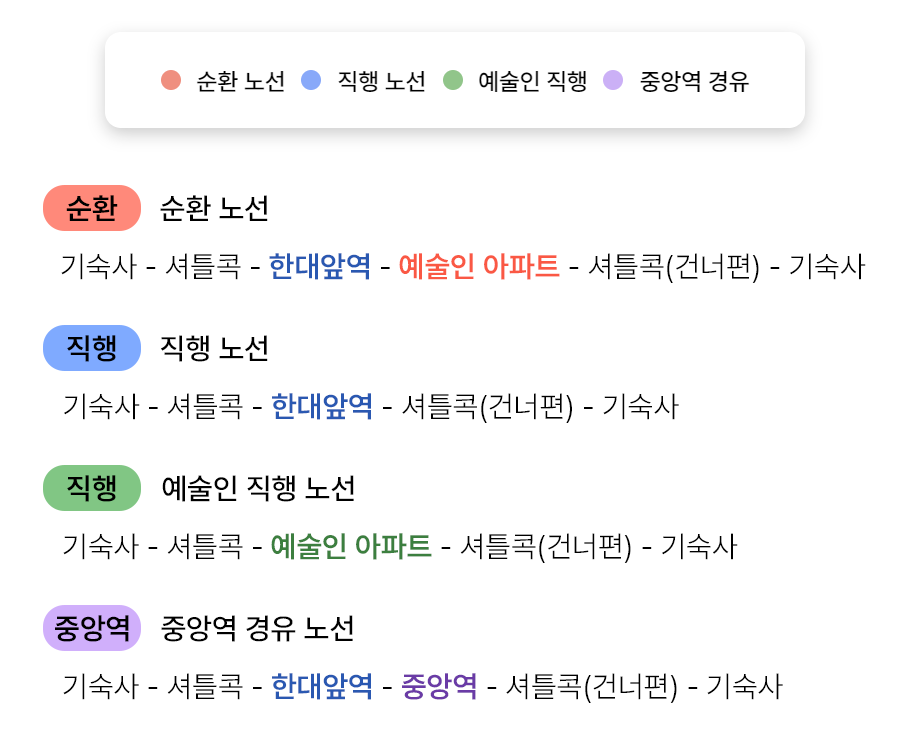 순환 노선 직행 노선 예술인 직행 중앙역 경유
순환 순환 노선
기숙사 - 셔틀콕 - 한대앞역 - 예술인 아파트 - 셔틀콕(건너편) - 기숙사
직행 직행 노선
기숙사 - 셔틀콕 - 한대앞역 - 셔틀콕(건너편) - 기숙사
직행 예술인 직행 노선
기숙사 - 셔틀콕 - 예술인 아파트 - 셔틀콕(건너편) - 기숙사
중앙역 중앙역 경유 노선
기숙사 - 셔틀콕 - 한대앞역 - 중앙역 - 셔틀콕(건너편) - 기숙사